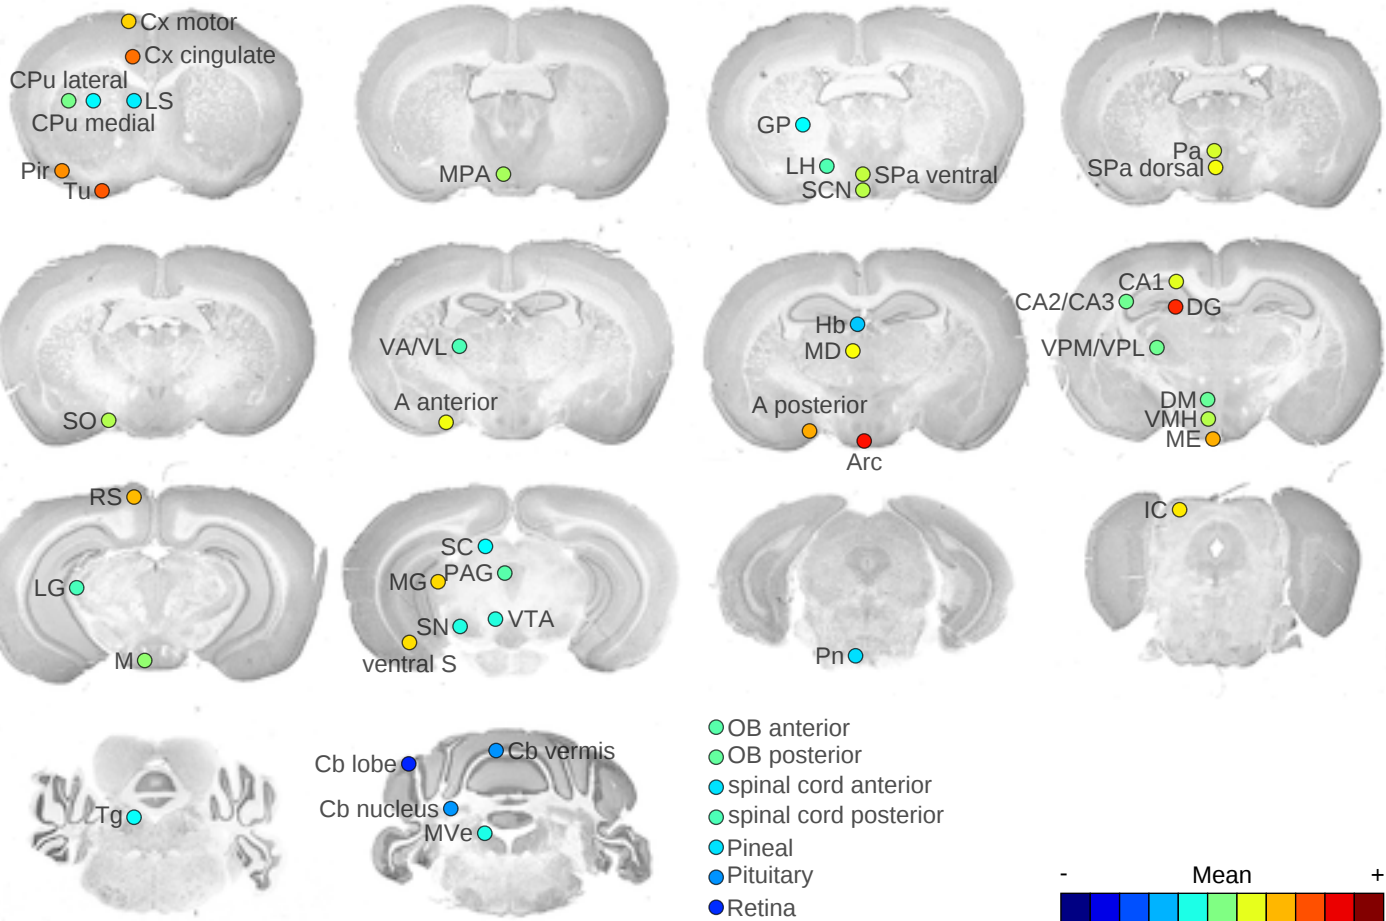 Cx motor
Cx cingulate
CPu lateral
LS
CPu medial
Pir
Tu
MPA
GP
LH
SPa ventral
SCN
Pa
SPa dorsal
SO
VA/VL
A anterior
Hb
MD
A posterior
Arc
CA1
CA2/CA3
DG
VPM/VPL
DM
VMH
ME
RS
LG
M
SC
PAG
MG
VTA
SN
ventral S
Pn
IC
Tg
Cb vermis
Cb lobe
Cb nucleus
MVe
OB anterior
OB posterior
spinal cord anterior
spinal cord posterior
Pineal
Pituitary
Retina
- Mean +